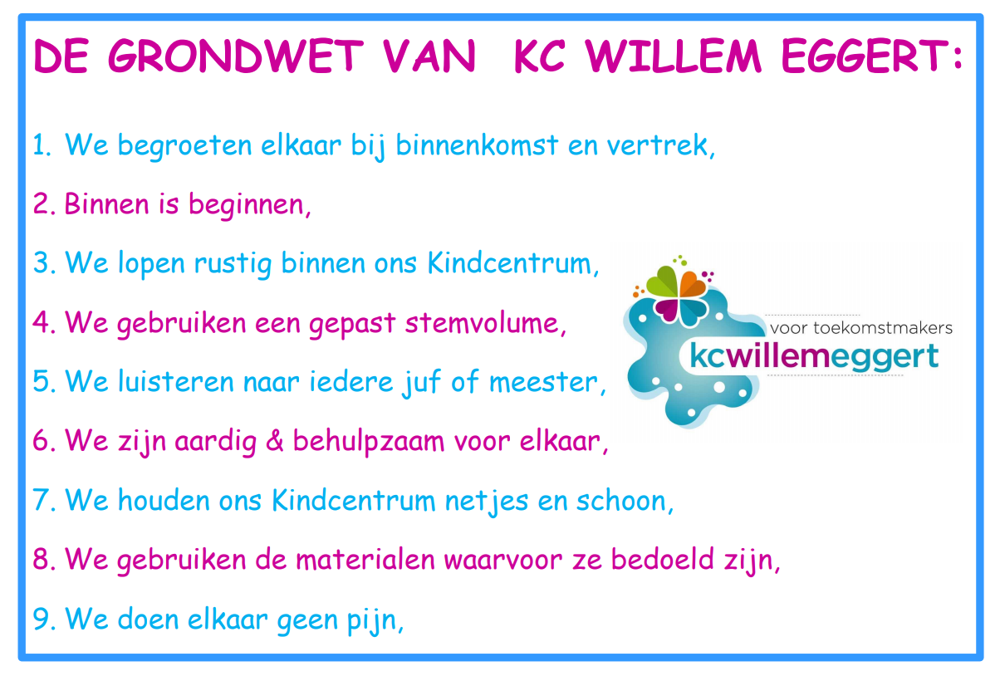 DE GRONDWET VAN KC WILLEM EGGERT:
1. We begroeten elkaar bij binnenkomst en vertrek,
2. Binnen is beginnen,
3. We lopen rustig binnen ons Kindcentrum,
4. We gebruiken een gepast stemvolume,
voor toekomstmakers
kcwillemeggert
5. We luisteren naar iedere juf of meester,
6. We zijn aardig & behulpzaam voor elkaar,
7. We houden ons Kindcentrum netjes en schoon,
8. We gebruiken de materialen waarvoor ze bedoeld zijn,
9. We doen elkaar geen pijn,